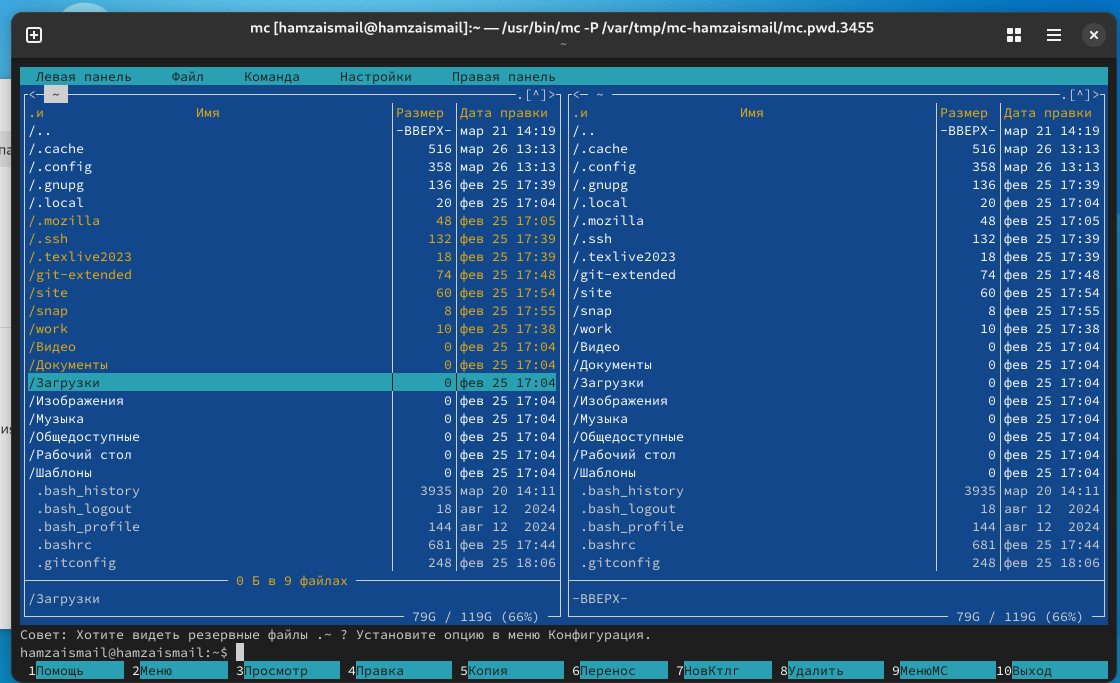 mc [hamzaismail@hamzaismail]:~ — /usr/bin/mc -P /var/tmp/mc-hamzaismail/mc.pwd.3455
~
Левая панель Файл Команда Настройки Правая панель
<— ~ .[^]> <— ~ .[^]>
.и Имя Размер Дата правки .и Имя Размер Дата правки
/.. -ВВЕРХ- мар 21 14:19 /.. -ВВЕРХ- мар 21 14:19
/.cache 516 мар 26 13:13 /.cache 516 мар 26 13:13
/.config 358 мар 26 13:13 /.config 358 мар 26 13:13
/.gnupg 136 фев 25 17:39 /.gnupg 136 фев 25 17:39
/.local 20 фев 25 17:04 /.local 20 фев 25 17:04
/.mozilla 48 фев 25 17:05 /.mozilla 48 фев 25 17:05
/.ssh 132 фев 25 17:39 /.ssh 132 фев 25 17:39
/.texlive2023 18 фев 25 17:39 /.texlive2023 18 фев 25 17:39
/git-extended 74 фев 25 17:48 /git-extended 74 фев 25 17:48
/site 60 фев 25 17:54 /site 60 фев 25 17:54
/snap 8 фев 25 17:55 /snap 8 фев 25 17:55
/work 10 фев 25 17:38 /work 10 фев 25 17:38
/Видео 0 фев 25 17:04 /Видео 0 фев 25 17:04
/Документы 0 фев 25 17:04 /Документы 0 фев 25 17:04
/Загрузки 0 фев 25 17:04 /Загрузки 0 фев 25 17:04
/Изображения 0 фев 25 17:04 /Изображения 0 фев 25 17:04
/Музыка 0 фев 25 17:04 /Музыка 0 фев 25 17:04
/Общедоступные 0 фев 25 17:04 /Общедоступные 0 фев 25 17:04
/Рабочий стол 0 фев 25 17:04 /Рабочий стол 0 фев 25 17:04
/Шаблоны 0 фев 25 17:04 /Шаблоны 0 фев 25 17:04
.bash_history 3935 мар 20 14:11 .bash_history 3935 мар 20 14:11
.bash_logout 18 авг 12 2024 .bash_logout 18 авг 12 2024
.bash_profile 144 авг 12 2024 .bash_profile 144 авг 12 2024
.bashrc 681 фев 25 17:44 .bashrc 681 фев 25 17:44
.gitconfig 248 фев 25 18:06 .gitconfig 248 фев 25 18:06
0 Б в 9 файлах
/Загрузки -ВВЕРХ-
79G / 119G (66%) 79G / 119G (66%)
Совет: Хотите видеть резервные файлы .~ ? Установите опцию в меню Конфигурация.
hamzaismail@hamzaismail:~$
1Помощь 2Меню 3Просмотр 4Правка 5Копия 6Перенос 7НовКтлг 8Удалить 9МенюМС 10Выход